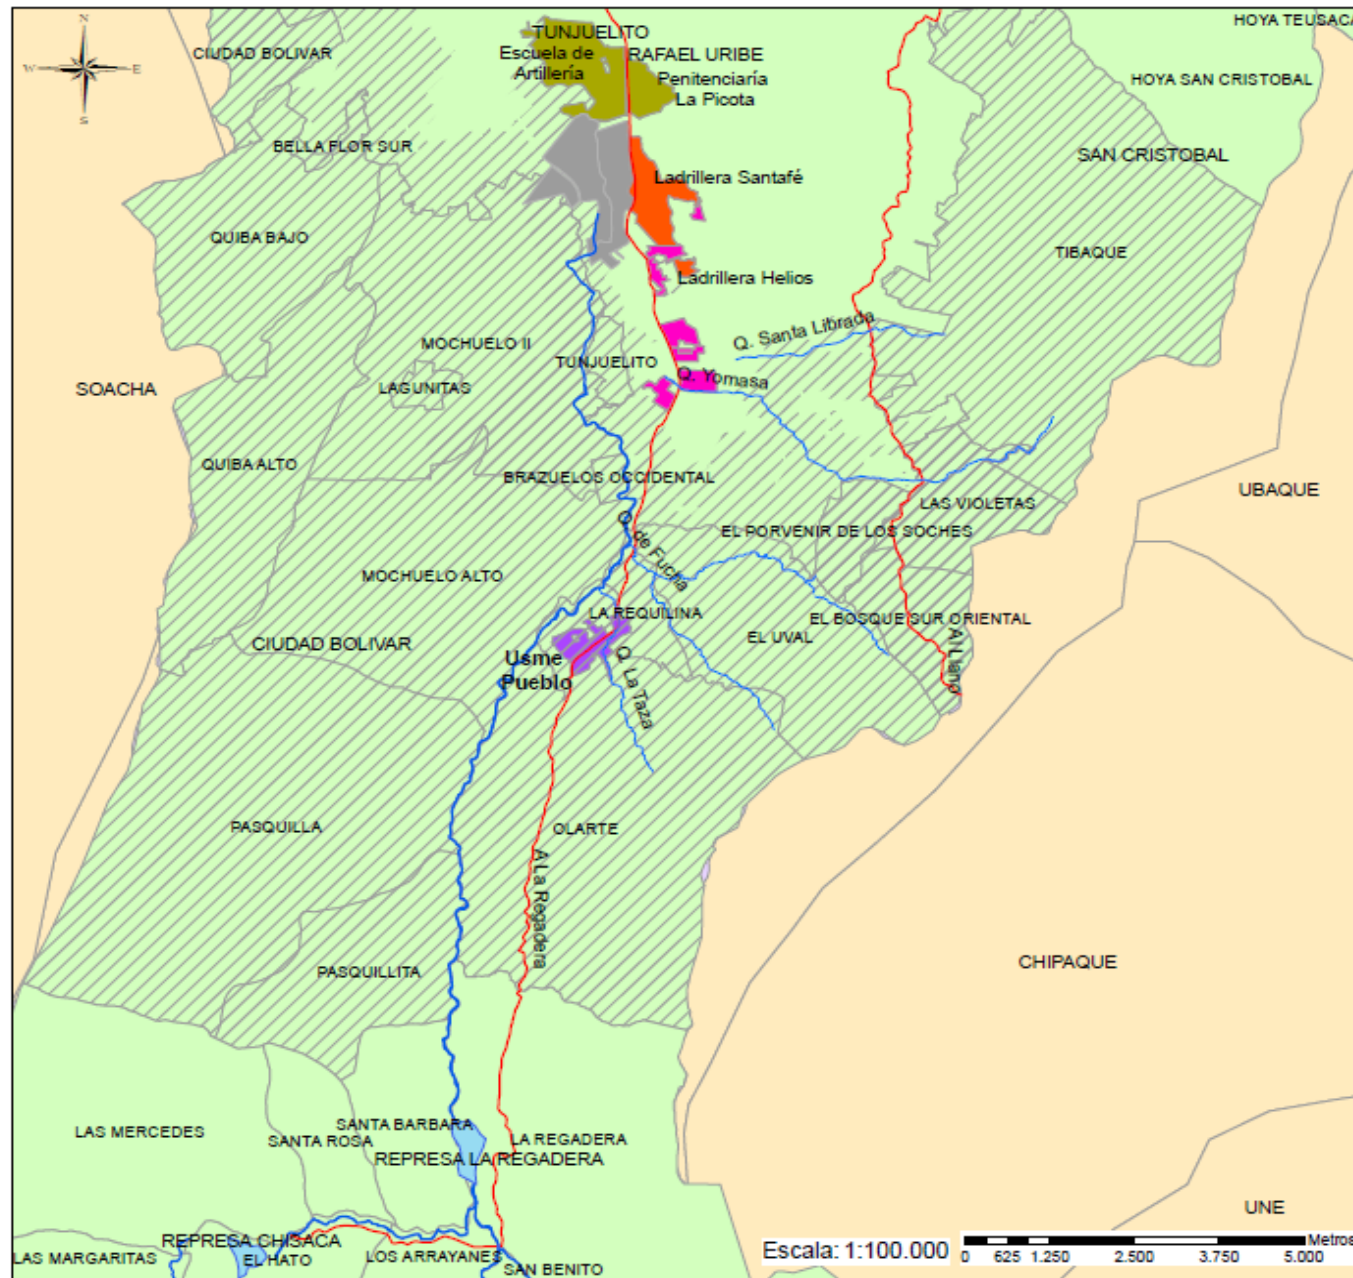 N
W
E
S
HOYA TEUSACA
TUNJUELITO
CIUDAD BOLIVAR
Escuela de
Artillería
RAFAEL URIBE
Penitenciaría
La Picota
HOYA SAN CRISTOBAL
BELLA FLOR SUR
SAN CRISTOBAL
Ladrillera Santafé
QUIBA BAJO
TIBAQUE
Ladrillera Helios
Q. Santa Librada
MOCHUELO II
TUNJUELITO
Q. Yomasa
LAGUNITAS
SOACHA
QUIBA ALTO
BRAZUELOS OCCIDENTAL
UBAQUE
LAS VIOLETAS
EL PORVENIR DE LOS SOCHES
Q. de Fucha
MOCHUELO ALTO
LA REQUILINA
EL BOSQUE SUR ORIENTAL
EL UVAL
CIUDAD BOLIVAR
Usme
Pueblo
Q. La Taza
Al Llano
PASQUILLA
OLARTE
A La Regadera
CHIPAQUE
PASQUILLITA
SANTA BARBARA
LAS MERCEDES
SANTA ROSA
LA REGADERA
REPRESA LA REGADERA
UNE
REPRESA CHISACA
LAS MARGARITAS
EL HATO
LOS ARRAYANES
SAN BENITO
Escala: 1:100.000
Metros
0 625 1.250 2.500 3.750 5.000